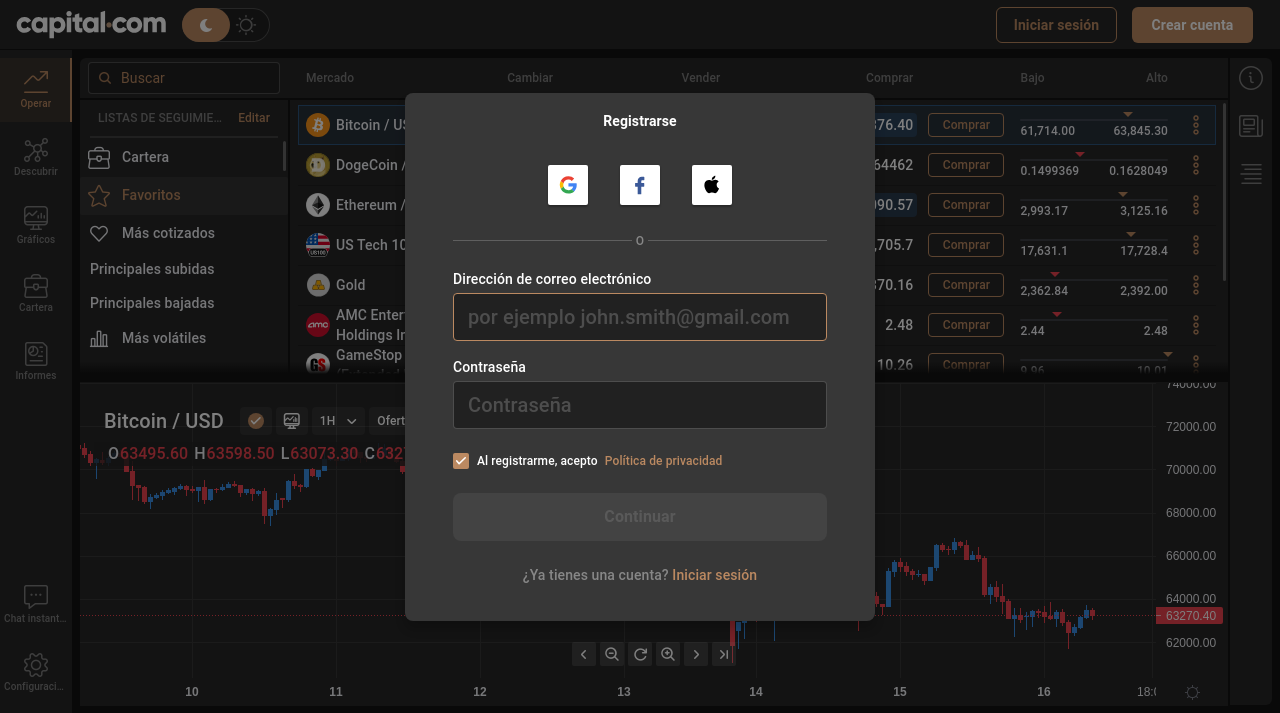 capital.com
Iniciar sesión
Crear cuenta
Buscar
Mercado Cambiar Vender Comprar Bajo Alto
Operar
Descubrir
Gráficos
Cartera
Informes
Chat instant...
Configuraci...
LISTAS DE SEGUIMIE... Editar
Cartera
Favoritos
Más cotizados
Principales subidas
Principales bajadas
Más volátiles
Bitcoin / US 376.40 Comprar 61,714.00 63,845.30
DogeCoin / 64462 Comprar 0.1499369 0.1628049
Ethereum / 090.57 Comprar 2,993.17 3,125.16
US Tech 10 ,705.7 Comprar 17,631.1 17,728.4
Gold 370.16 Comprar 2,362.84 2,392.00
AMC Enter
Holdings In 2.48 Comprar 2.44 2.48
GameStop 10.26 Comprar 9.96 10.01
Registrarse
O
Dirección de correo electrónico
por ejemplo john.smith@gmail.com
Contraseña
Contraseña
Al registrarme, acepto Política de privacidad
Continuar
¿Ya tienes una cuenta? Iniciar sesión
Bitcoin / USD 1H Ofert
O63495.60 H63598.50 L63073.30 C6327
74000.00
72000.00
70000.00
68000.00
66000.00
64000.00
63270.40
62000.00
10 11 12 13 14 15 16 18: